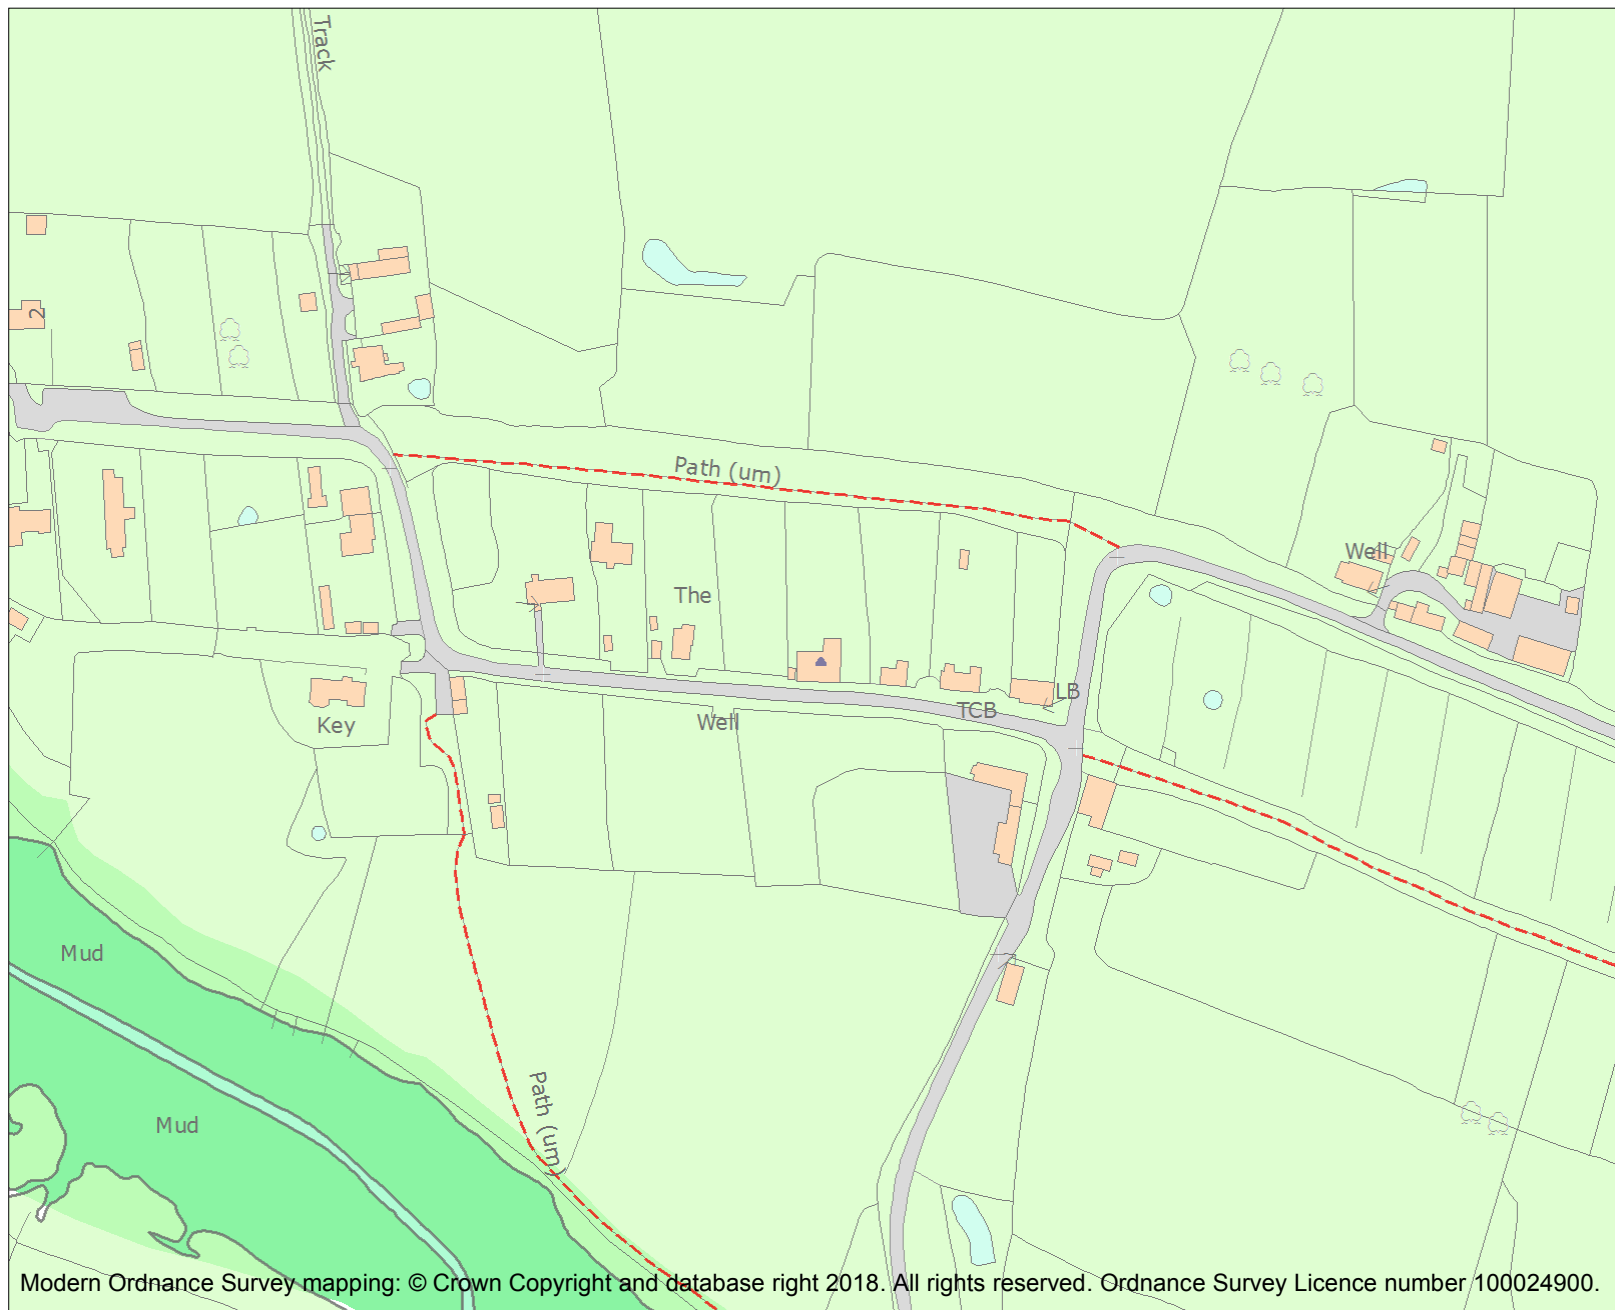 Track
2
Path (um)
Well
The
LB
TCB
Well
Key
Mud
Path (um)
Mud
Modern Ordnance Survey mapping: © Crown Copyright and database right 2018. All rights reserved. Ordnance Survey Licence number 100024900.